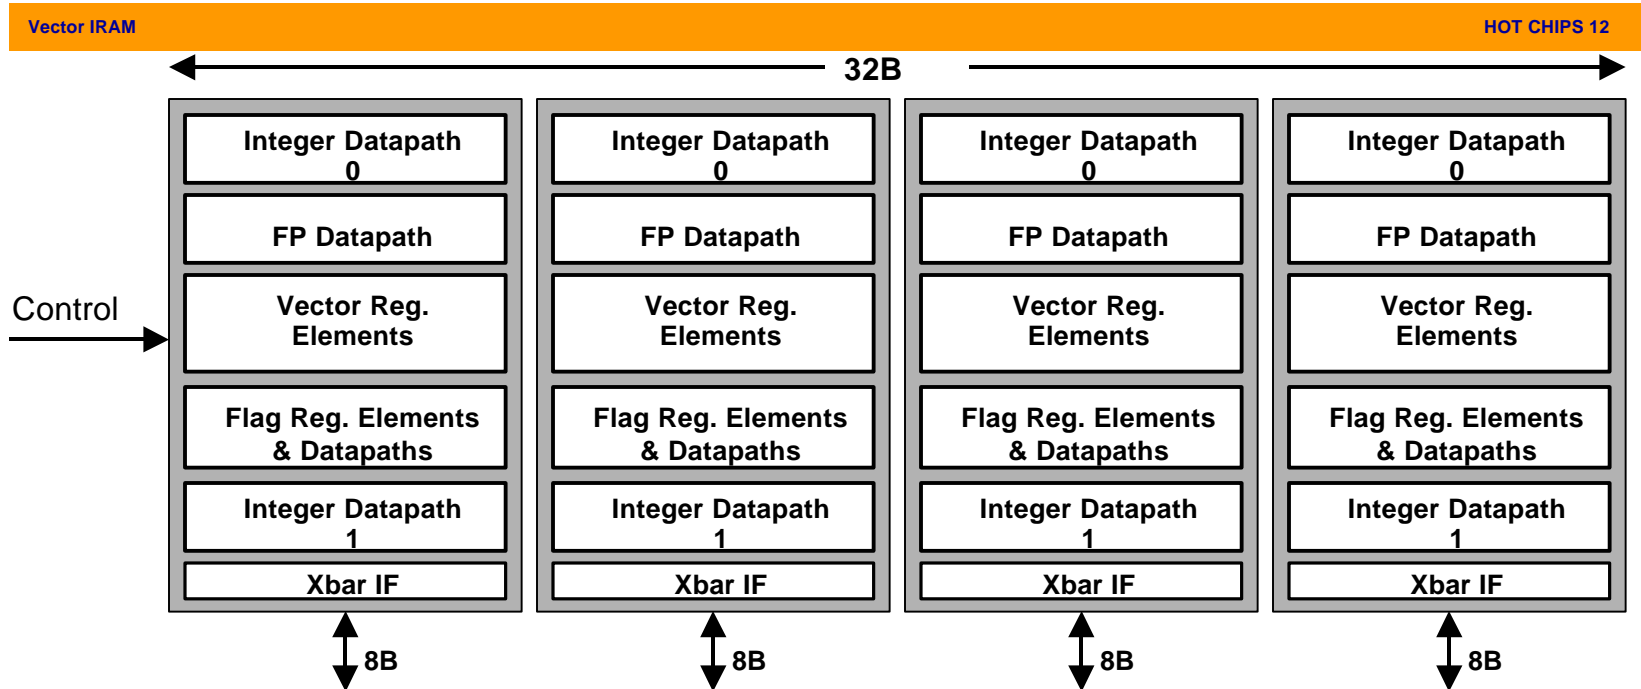 Vector IRAM
HOT CHIPS 12
32B
Control
Integer Datapath
0
FP Datapath
Vector Reg.
Elements
Flag Reg. Elements
& Datapaths
Integer Datapath
1
Xbar IF
8B
Integer Datapath
0
FP Datapath
Vector Reg.
Elements
Flag Reg. Elements
& Datapaths
Integer Datapath
1
Xbar IF
8B
Integer Datapath
0
FP Datapath
Vector Reg.
Elements
Flag Reg. Elements
& Datapaths
Integer Datapath
1
Xbar IF
8B
Integer Datapath
0
FP Datapath
Vector Reg.
Elements
Flag Reg. Elements
& Datapaths
Integer Datapath
1
Xbar IF
8B